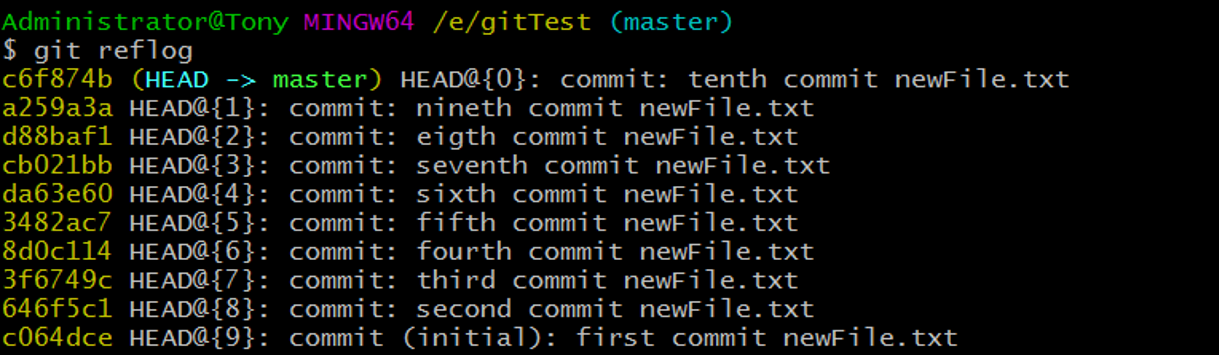 Administrator@Tony MINGW64 /e/gitTest (master)
$ git reflog
c6f874b (HEAD -> master) HEAD@{0}: commit: tenth commit newFile.txt
a259a3a HEAD@{1}: commit: nineth commit newFile.txt
d88baf1 HEAD@{2}: commit: eigth commit newFile.txt
cb021bb HEAD@{3}: commit: seventh commit newFile.txt
da63e60 HEAD@{4}: commit: sixth commit newFile.txt
3482ac7 HEAD@{5}: commit: fifth commit newFile.txt
8d0c114 HEAD@{6}: commit: fourth commit newFile.txt
3f6749c HEAD@{7}: commit: third commit newFile.txt
646f5c1 HEAD@{8}: commit: second commit newFile.txt
c064dce HEAD@{9}: commit (initial): first commit newFile.txt